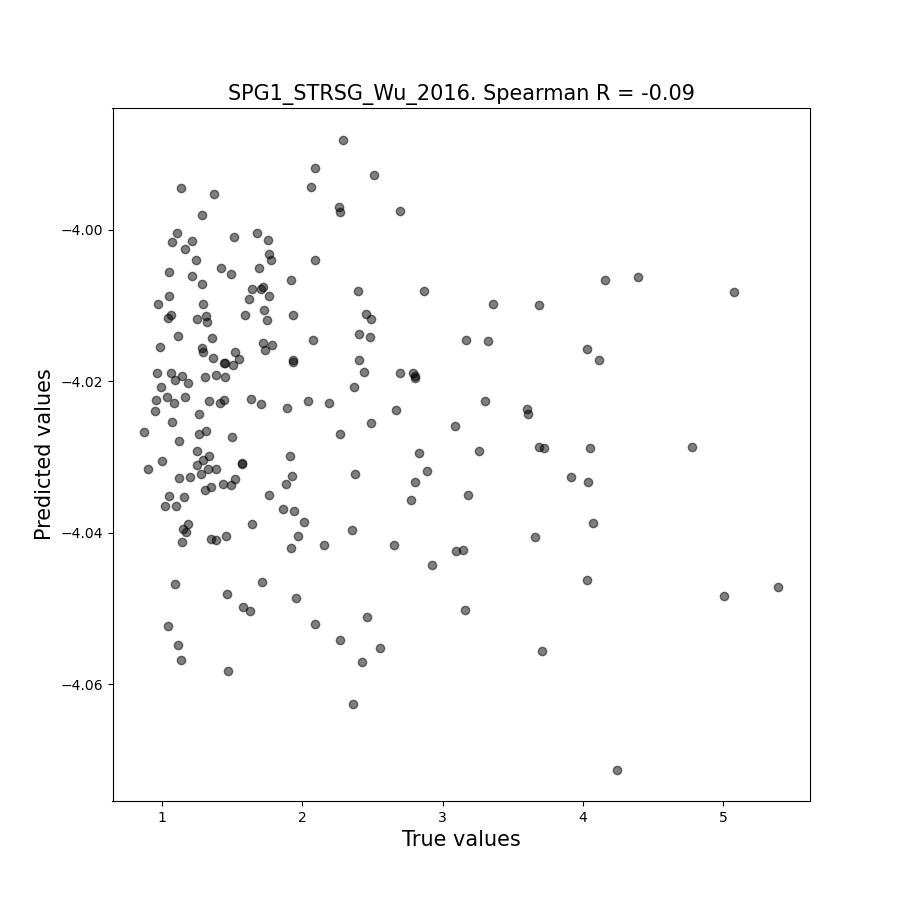 SPG1_STRSG_Wu_2016. Spearman R = -0.09
Predicted values
−4.00
−4.02
−4.04
−4.06
1 2 3 4 5
True values